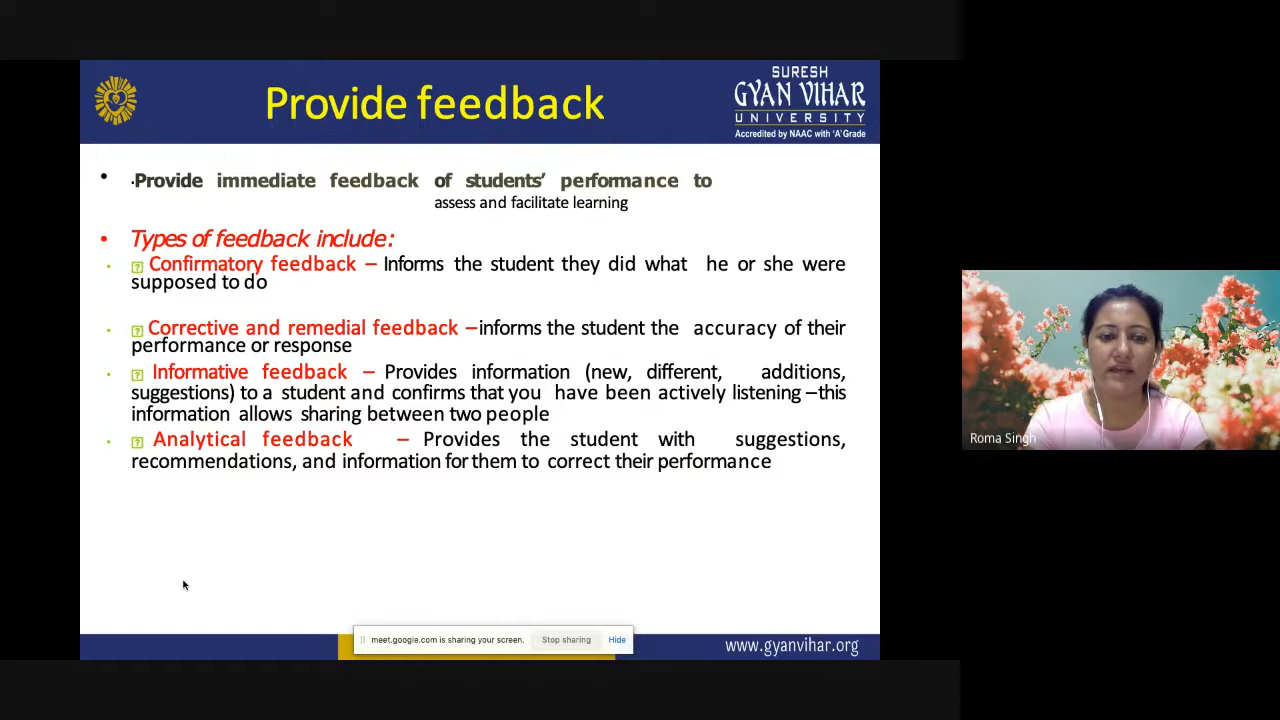 Provide feedback
SURESH
GYAN VIHAR
UNIVERSITY
Accredited by NAAC with 'A' Grade
• .Provide immediate feedback of students’ performance to
assess and facilitate learning
• Types of feedback include:
• Confirmatory feedback – Informs the student they did what he or she were
supposed to do
• Corrective and remedial feedback –informs the student the accuracy of their
performance or response
• Informative feedback – Provides information (new, different, additions,
suggestions) to a student and confirms that you have been actively listening –this
information allows sharing between two people
• Analytical feedback – Provides the student with suggestions,
recommendations, and information for them to correct their performance
Roma Singh
meet.google.com is sharing your screen. Stop sharing Hide
www.gyanvihar.org